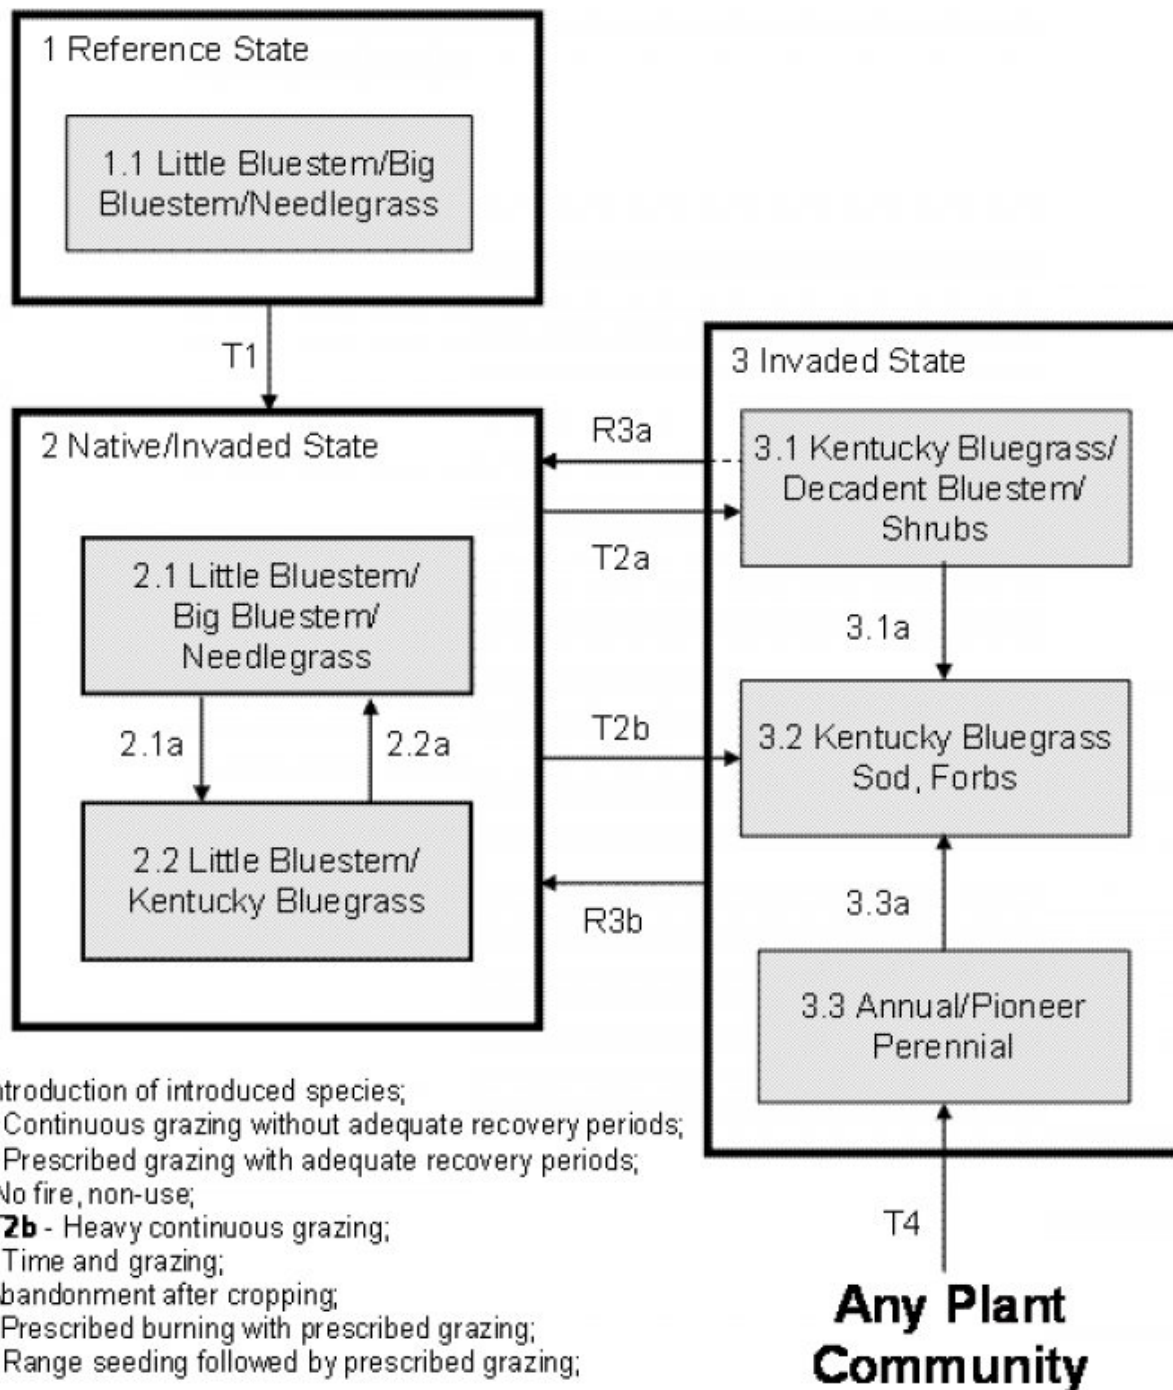 1 Reference State
1.1 Little Bluestem/Big
Bluestem/Needlegrass
T1
2 Native/Invaded State
2.1 Little Bluestem/
Big Bluestem/
Needlegrass
2.1a
2.2a
2.2 Little Bluestem/
Kentucky Bluegrass
R3a
T2a
T2b
R3b
3 Invaded State
3.1 Kentucky Bluegrass/
Decadent Bluestem/
Shrubs
3.1a
3.2 Kentucky Bluegrass
Sod, Forbs
3.3a
3.3 Annual/Pioneer
Perennial
T4
Any Plant
Community
ntroduction of introduced species;
Continuous grazing without adequate recovery periods;
Prescribed grazing with adequate recovery periods;
No fire, non-use;
2b - Heavy continuous grazing;
Time and grazing;
bandonment after cropping;
Prescribed burning with prescribed grazing;
Range seeding followed by prescribed grazing;